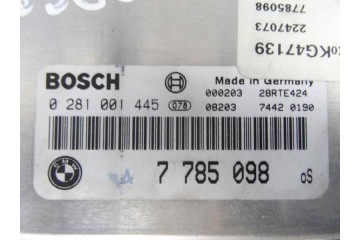 KG47139
2247073
7785098
BOSCH
Made in Germany
0 281 001 445
078
000203 28RTE424
08203 7442 0190
BMW
7 785 098 oS